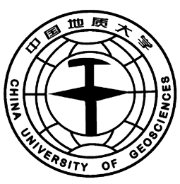 中国地质大学
CHINA UNIVERSITY OF GEOSCIENCES